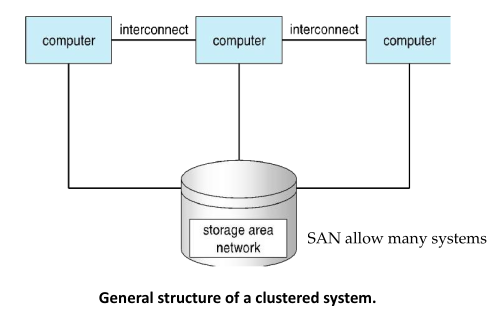 computer interconnect computer interconnect computer
storage area
network
SAN allow many systems
General structure of a clustered system.